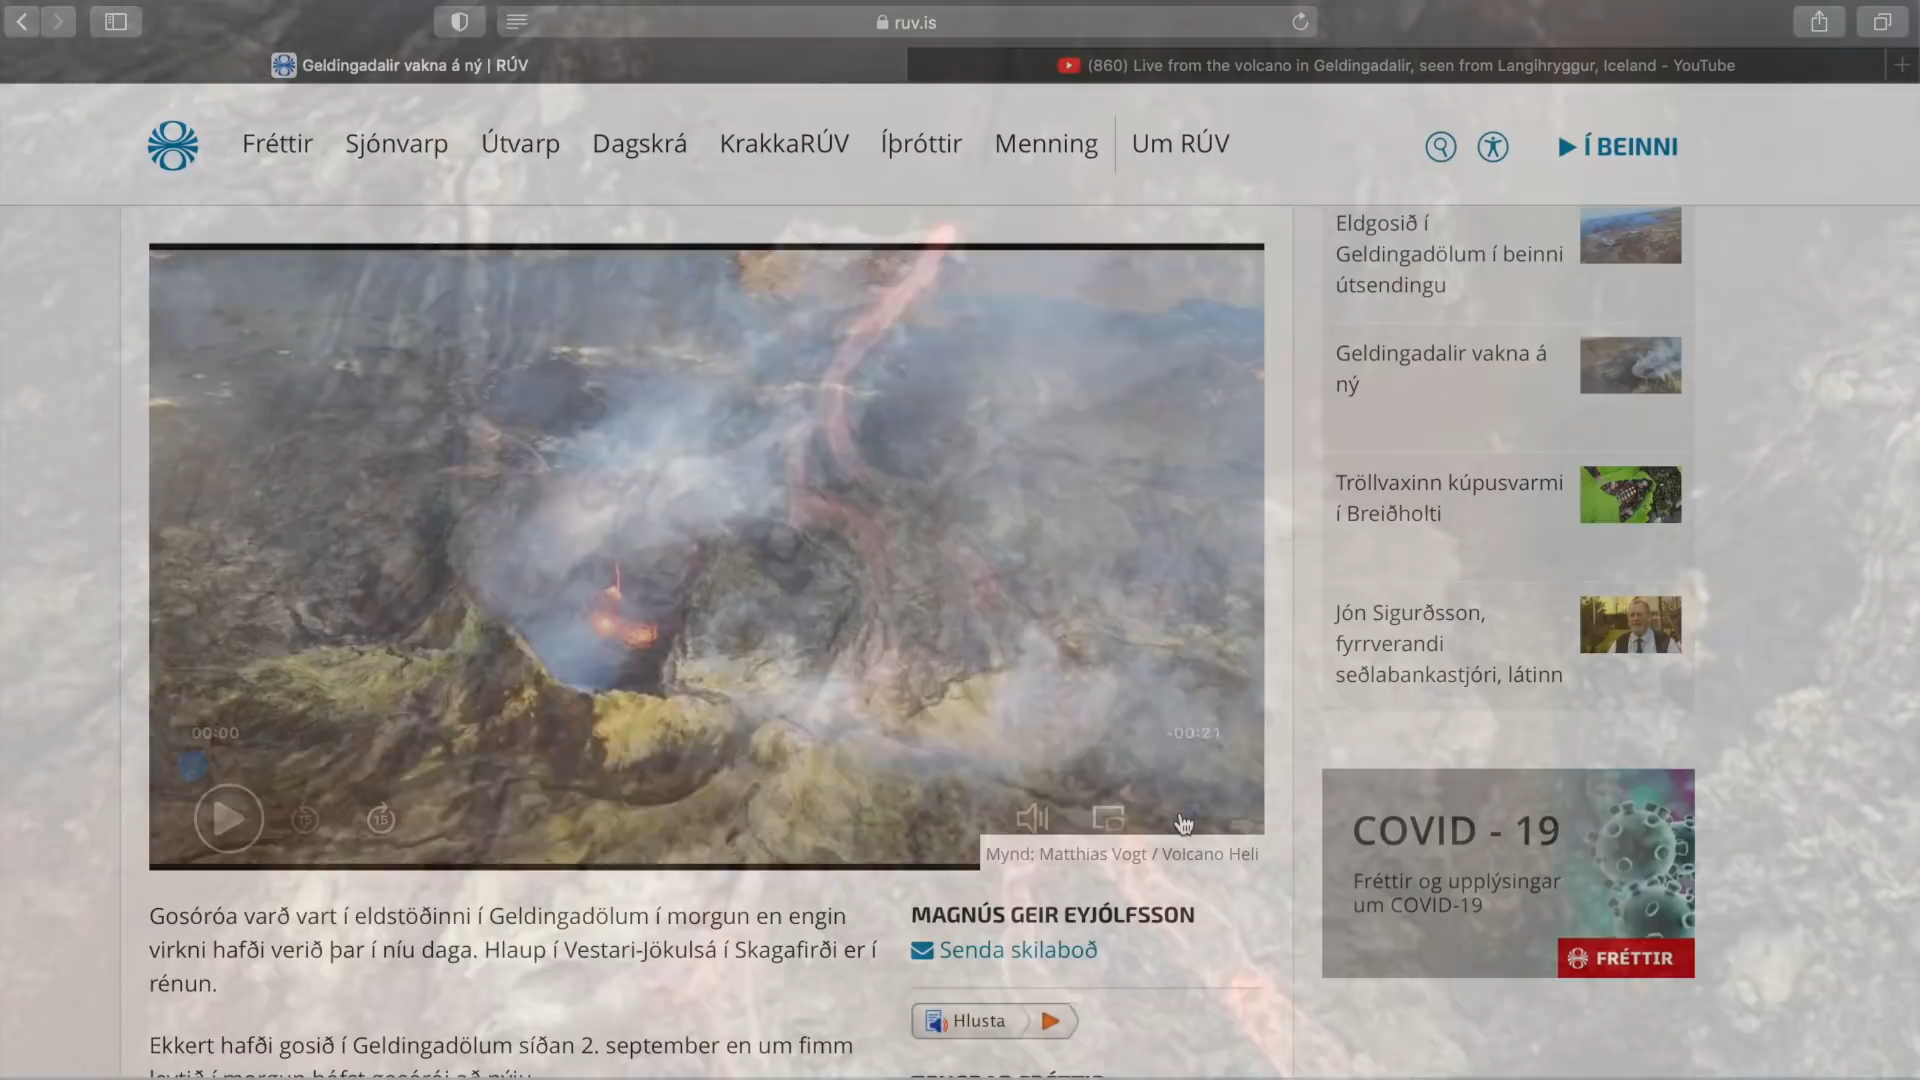 ruv.is
Geldingadalir vakna á ný | RÚV
(860) Live from the volcano in Geldingadalir, seen from Langihryggur, Iceland - YouTube
Fréttir Sjónvarp Útvarp Dagskrá KrakkaRÚV Íþróttir Menning Um RÚV
Í BEINNI
Eldgosið í
Geldingadölum í beinni
útsendingu
Geldingadalir vakna á
ný
Tröllvaxinn kúpusvarmi
í Breiðholti
Jón Sigurðsson,
fyrrverandi
seðlabankastjóri, látinn
00:00
-00:21
15
15
Mynd: Matthias Vogt / Volcano Heli
COVID - 19
Fréttir og upplýsingar
um COVID-19
FRÉTTIR
Gosóróa varð vart í eldstöðinni í Geldingadölum í morgun en engin
virkni hafði verið þar í níu daga. Hlaup í Vestari-Jökulsá í Skagafirði er í
rénun.
Ekkert hafði gosið í Geldingadölum síðan 2. september en um fimm
MAGNÚS GEIR EYJÓLFSSON
Senda skilaboð
Hlusta